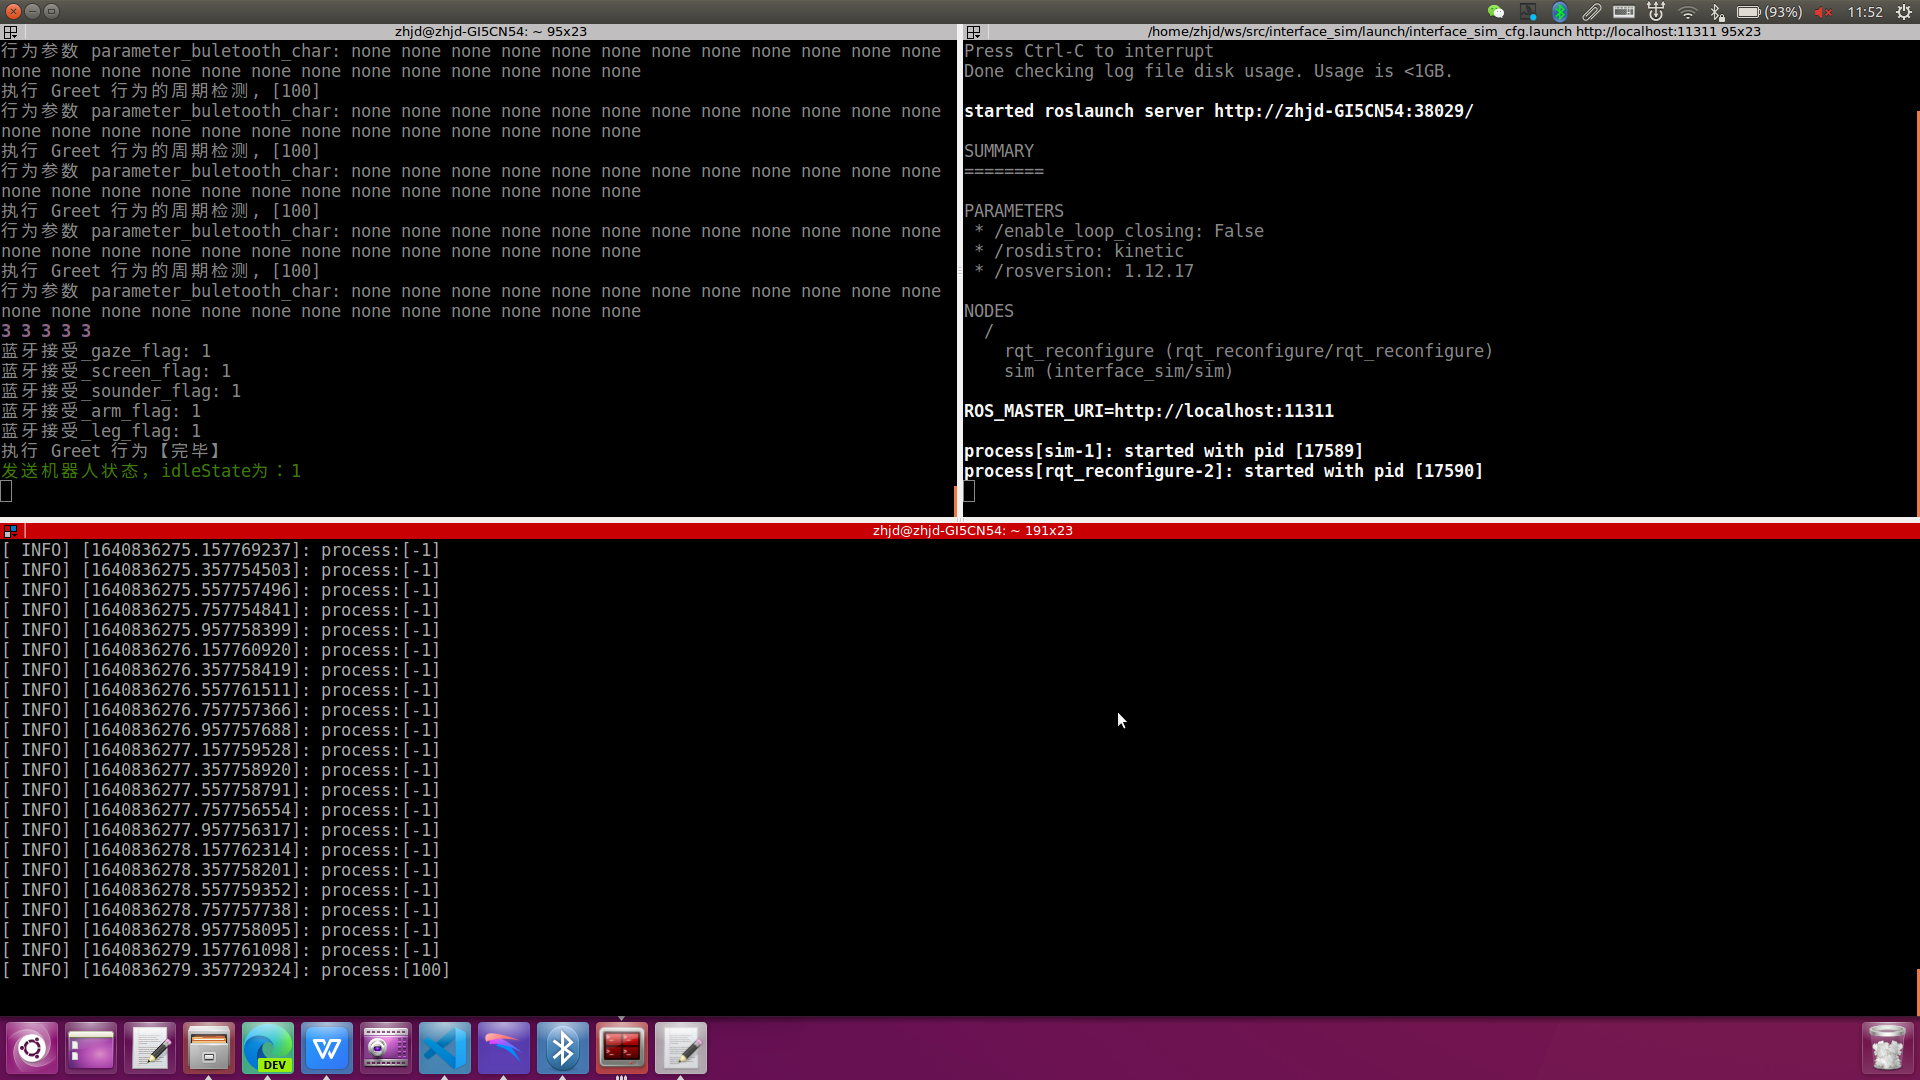 (93%) 11:52
zhjd@zhjd-GI5CN54: ~ 95x23
行为参数 parameter_buletooth_char: none none none none none none none none none none none none
none none none none none none none none none none none none none
执行 Greet 行为的周期检测, [100]
行为参数 parameter_buletooth_char: none none none none none none none none none none none none
none none none none none none none none none none none none none
执行 Greet 行为的周期检测, [100]
行为参数 parameter_buletooth_char: none none none none none none none none none none none none
none none none none none none none none none none none none none
执行 Greet 行为的周期检测, [100]
行为参数 parameter_buletooth_char: none none none none none none none none none none none none
none none none none none none none none none none none none none
执行 Greet 行为的周期检测, [100]
行为参数 parameter_buletooth_char: none none none none none none none none none none none none
none none none none none none none none none none none none none
3 3 3 3 3
蓝牙接受_gaze_flag: 1
蓝牙接受_screen_flag: 1
蓝牙接受_sounder_flag: 1
蓝牙接受_arm_flag: 1
蓝牙接受_leg_flag: 1
执行 Greet 行为【完毕】
发送机器人状态, idleState为：1
/home/zhjd/ws/src/interface_sim/launch/interface_sim_cfg.launch http://localhost:11311 95x23
Press Ctrl-C to interrupt
Done checking log file disk usage. Usage is <1GB.
started roslaunch server http://zhjd-GI5CN54:38029/
SUMMARY
========
PARAMETERS
* /enable_loop_closing: False
* /rosdistro: kinetic
* /rosversion: 1.12.17
NODES
/
rqt_reconfigure (rqt_reconfigure/rqt_reconfigure)
sim (interface_sim/sim)
ROS_MASTER_URI=http://localhost:11311
process[sim-1]: started with pid [17589]
process[rqt_reconfigure-2]: started with pid [17590]
zhjd@zhjd-GI5CN54: ~ 191x23
[ INFO] [1640836275.157769237]: process:[-1]
[ INFO] [1640836275.357754503]: process:[-1]
[ INFO] [1640836275.557757496]: process:[-1]
[ INFO] [1640836275.757754841]: process:[-1]
[ INFO] [1640836275.957758399]: process:[-1]
[ INFO] [1640836276.157760920]: process:[-1]
[ INFO] [1640836276.357758419]: process:[-1]
[ INFO] [1640836276.557761511]: process:[-1]
[ INFO] [1640836276.757757366]: process:[-1]
[ INFO] [1640836276.957757688]: process:[-1]
[ INFO] [1640836277.157759528]: process:[-1]
[ INFO] [1640836277.357758920]: process:[-1]
[ INFO] [1640836277.557758791]: process:[-1]
[ INFO] [1640836277.757756554]: process:[-1]
[ INFO] [1640836277.957756317]: process:[-1]
[ INFO] [1640836278.157762314]: process:[-1]
[ INFO] [1640836278.357758201]: process:[-1]
[ INFO] [1640836278.557759352]: process:[-1]
[ INFO] [1640836278.757757738]: process:[-1]
[ INFO] [1640836278.957758095]: process:[-1]
[ INFO] [1640836279.157761098]: process:[-1]
[ INFO] [1640836279.357729324]: process:[100]
DEV